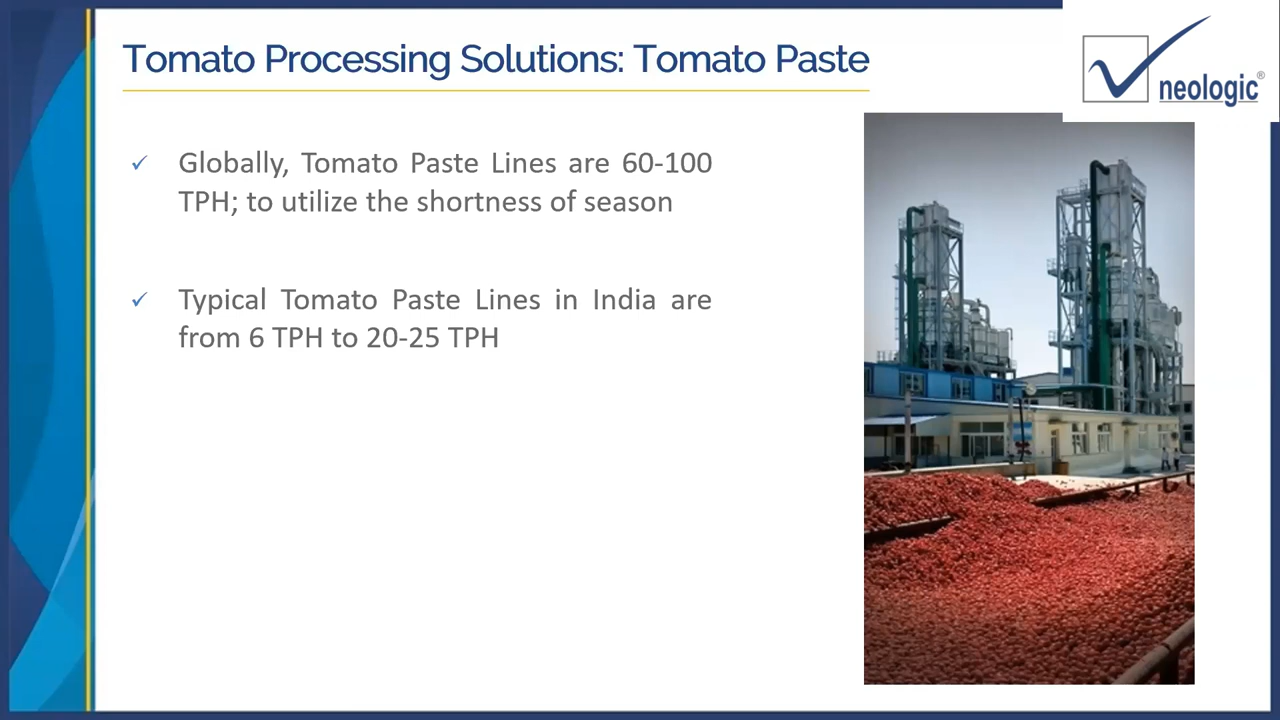 Tomato Processing Solutions: Tomato Paste
neologic®
✓ Globally, Tomato Paste Lines are 60-100
TPH; to utilize the shortness of season
✓ Typical Tomato Paste Lines in India are
from 6 TPH to 20-25 TPH